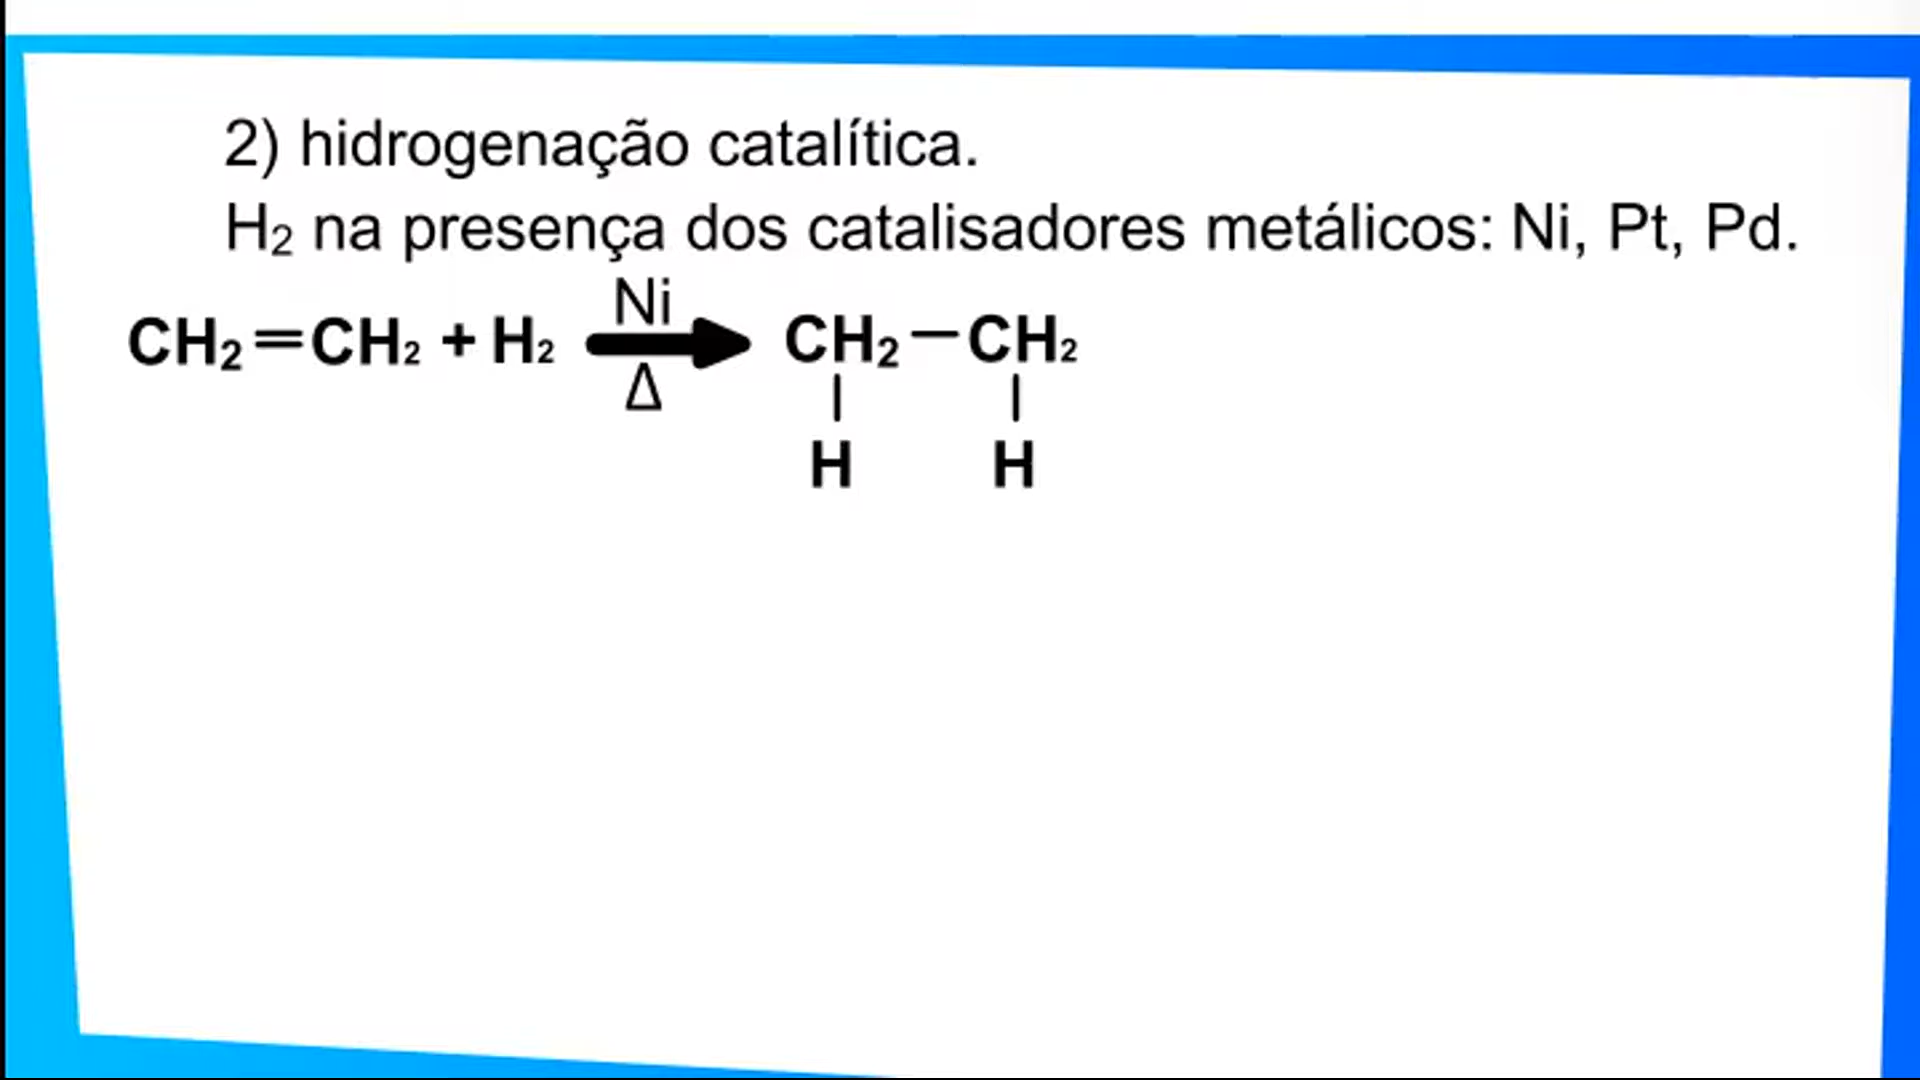 2) hidrogenação catalítica.
H₂ na presença dos catalisadores metálicos: Ni, Pt, Pd.
Ni
CH₂=CH₂ + H₂ → CH₂–CH₂
Δ
H H